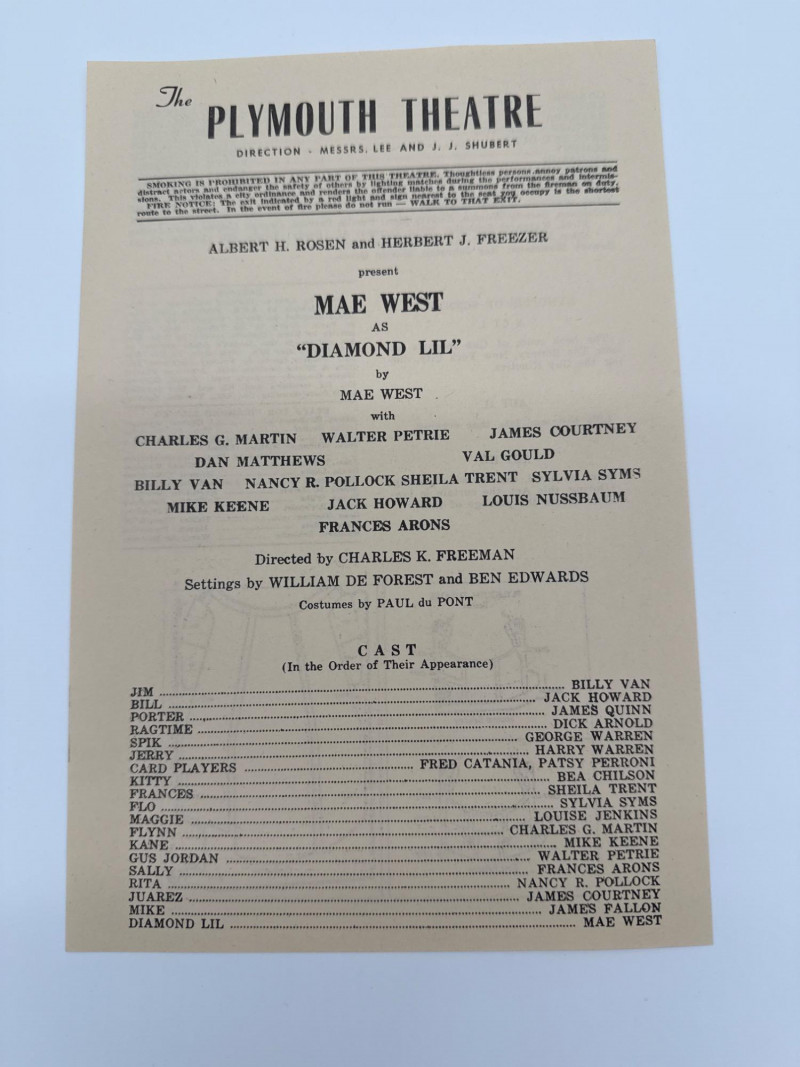 The
PLYMOUTH THEATRE
DIRECTION - MESSRS. LEE AND J. J. SHUBERT
SMOKING IS PROHIBITED IN ANY PART OF THIS THEATRE. Thoughtless persons annoy patrons and
distract actors and endanger the safety of others by lighting matches during the performances and intermis-
sions. This violates a city ordinance and renders the offender liable to a summons from the fireman on duty.
FIRE NOTICE: The exit indicated by a red light and sign nearest to the seat you occupy is the shortest
route to the street. In the event of fire please do not run — WALK TO THAT EXIT.
ALBERT H. ROSEN and HERBERT J. FREEZER
present
MAE WEST
AS
"DIAMOND LIL"
by
MAE WEST
with
CHARLES G. MARTIN WALTER PETRIE JAMES COURTNEY
DAN MATTHEWS VAL GOULD
BILLY VAN NANCY R. POLLOCK SHEILA TRENT SYLVIA SYMS
MIKE KEENE JACK HOWARD LOUIS NUSSBAUM
FRANCES ARONS
Directed by CHARLES K. FREEMAN
Settings by WILLIAM DE FOREST and BEN EDWARDS
Costumes by PAUL du PONT
CAST
(In the Order of Their Appearance)
JIM ........ BILLY VAN
BILL ........ JACK HOWARD
PORTER ........ JAMES QUINN
RAGTIME ........ DICK ARNOLD
SPIK ........ GEORGE WARREN
JERRY ........ HARRY WARREN
CARD PLAYERS ........ FRED CATANIA, PATSY PERRONI
KITTY ........ BEA CHILSON
FRANCES ........ SHEILA TRENT
FLO ........ SYLVIA SYMS
MAGGIE ........ LOUISE JENKINS
FLYNN ........ CHARLES G. MARTIN
KANE ........ MIKE KEENE
GUS JORDAN ........ WALTER PETRIE
SALLY ........ FRANCES ARONS
RITA ........ NANCY R. POLLOCK
JUAREZ ........ JAMES COURTNEY
MIKE ........ JAMES FALLON
DIAMOND LIL ........ MAE WEST